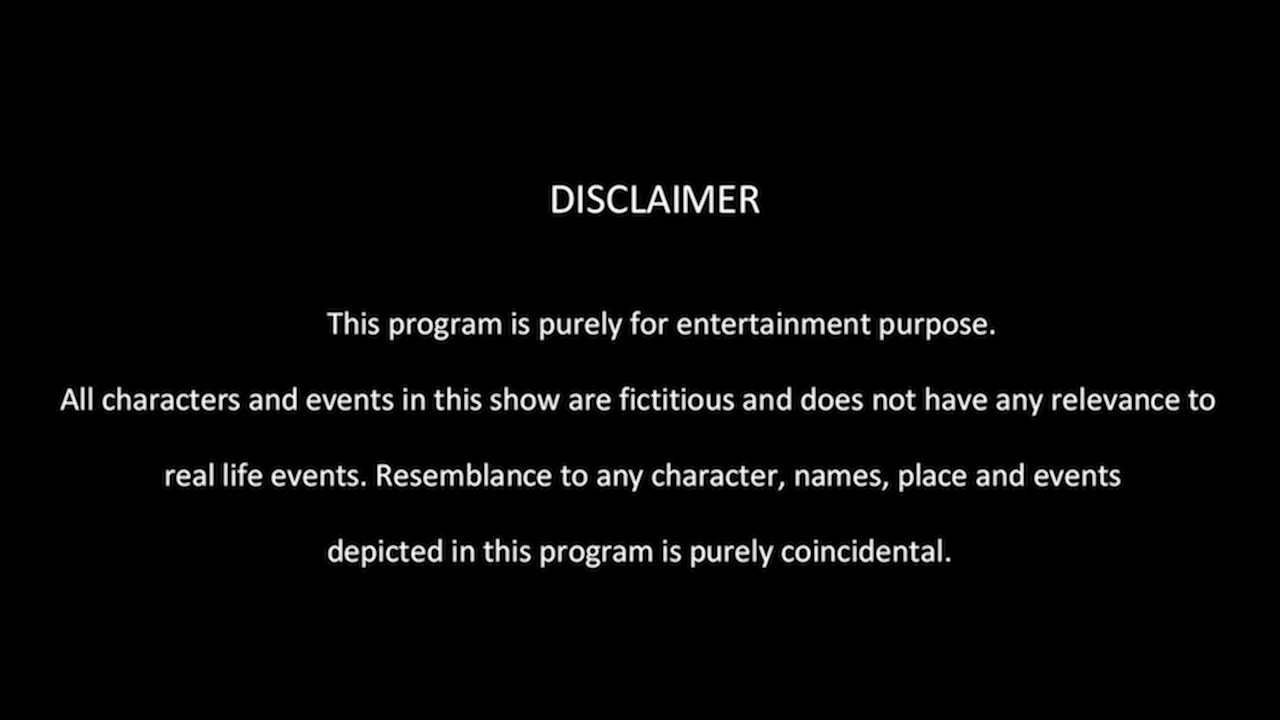 DISCLAIMER
This program is purely for entertainment purpose.
All characters and events in this show are fictitious and does not have any relevance to
real life events. Resemblance to any character, names, place and events
depicted in this program is purely coincidental.